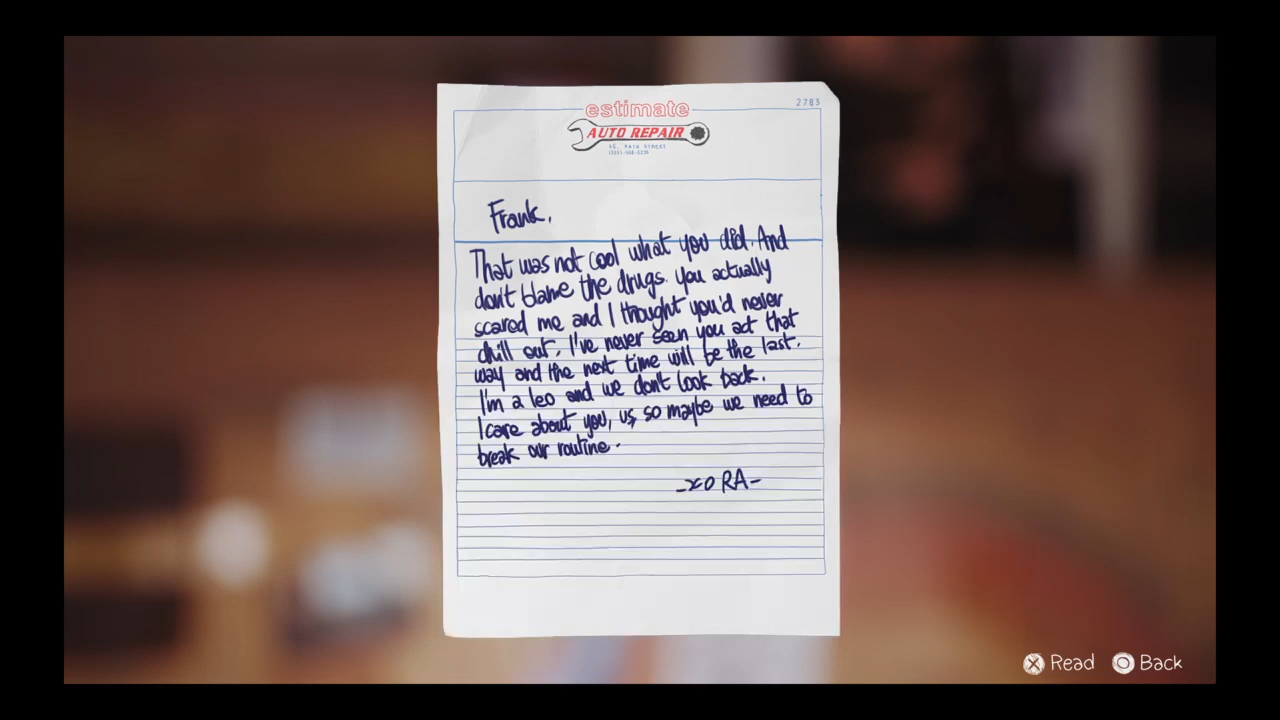 estimate
2783
AUTO REPAIR
Frank,
That was not cool what you did. And
don't blame the drugs. You actually
scared me and I thought you'd never
chill out. I've never seen you act that
way and the next time will be the last.
I'm a leo and we don't look back.
I care about you, us, so maybe we need to
break our routine.
-xo RA-
Read
Back